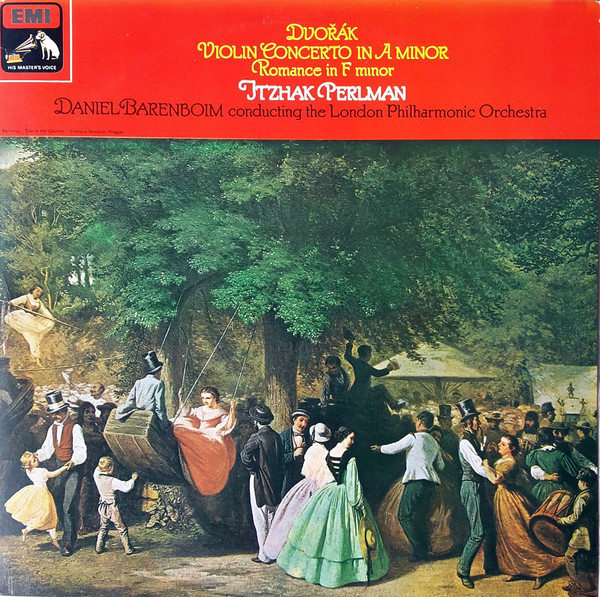 EMI
HIS MASTER'S VOICE
DVOŘÁK
VIOLIN CONCERTO IN A MINOR
Romance in F minor
ITZHAK PERLMAN
DANIEL BARENBOIM conducting the London Philharmonic Orchestra